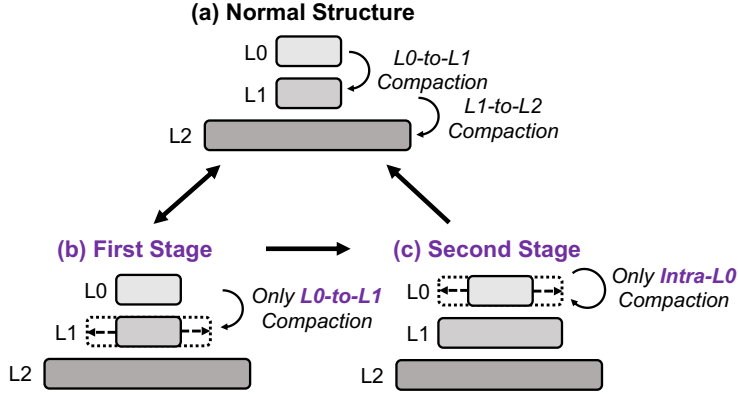 (a) Normal Structure
L0
L0-to-L1
Compaction
L1
L1-to-L2
Compaction
L2
(b) First Stage
L0
Only L0-to-L1
Compaction
L1
L2
(c) Second Stage
L0
Only Intra-L0
Compaction
L1
L2